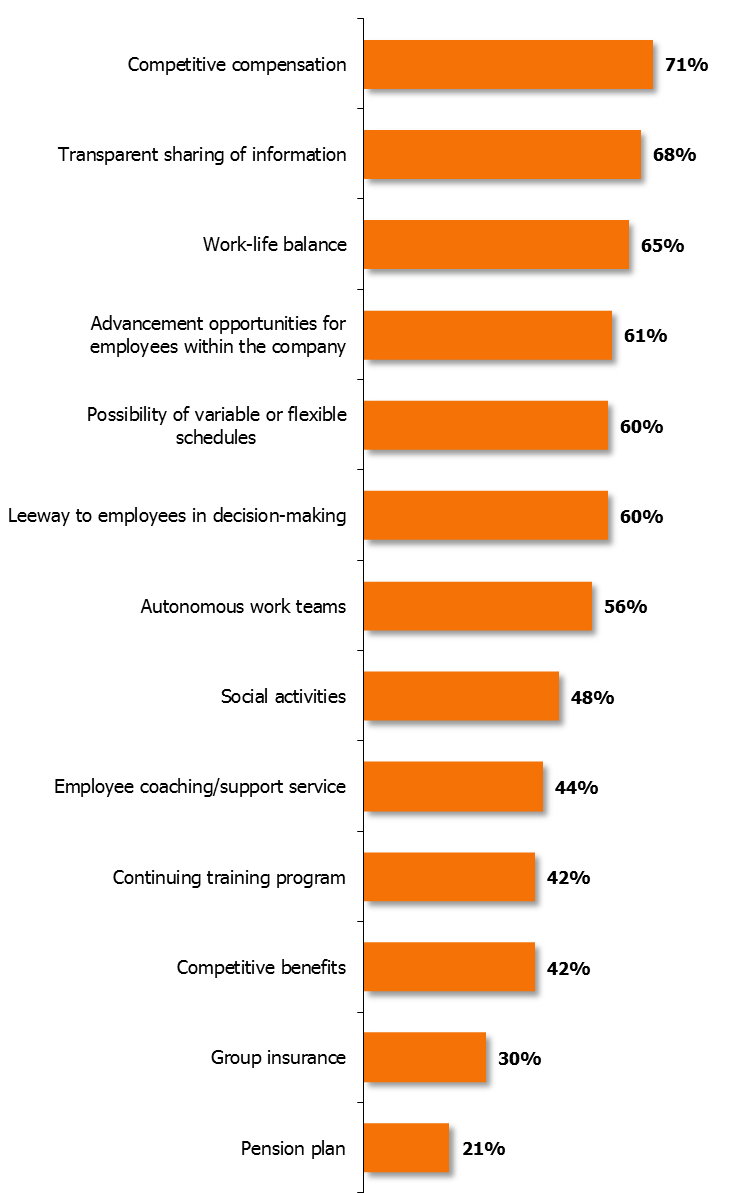 Competitive compensation 71%
Transparent sharing of information 68%
Work-life balance 65%
Advancement opportunities for
employees within the company 61%
Possibility of variable or flexible
schedules 60%
Leeway to employees in decision-making 60%
Autonomous work teams 56%
Social activities 48%
Employee coaching/support service 44%
Continuing training program 42%
Competitive benefits 42%
Group insurance 30%
Pension plan 21%